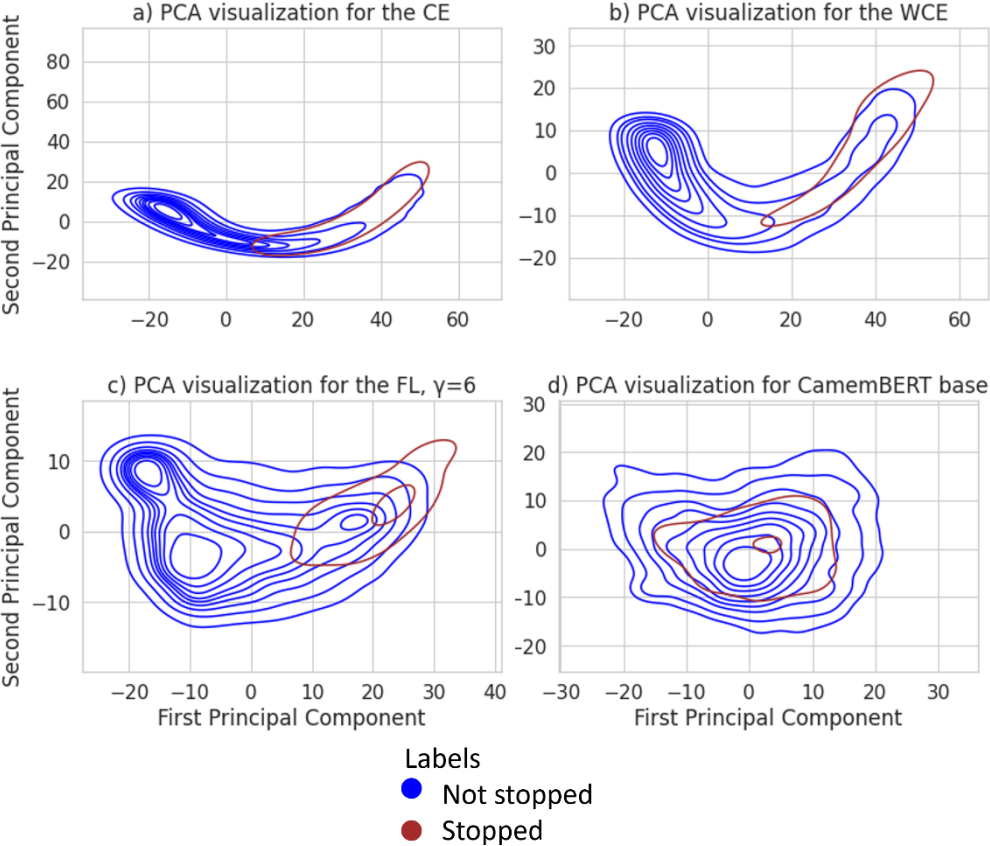 a) PCA visualization for the CE
Second Principal Component
80
60
40
20
0
−20
−20 0 20 40 60
b) PCA visualization for the WCE
30
20
10
0
−10
−20
−20 0 20 40 60
c) PCA visualization for the FL, γ=6
Second Principal Component
10
0
−10
−20 −10 0 10 20 30 40
First Principal Component
d) PCA visualization for CamemBERT base
30
20
10
0
-10
-20
−30 −20 −10 0 10 20 30
First Principal Component
Labels
Not stopped
Stopped